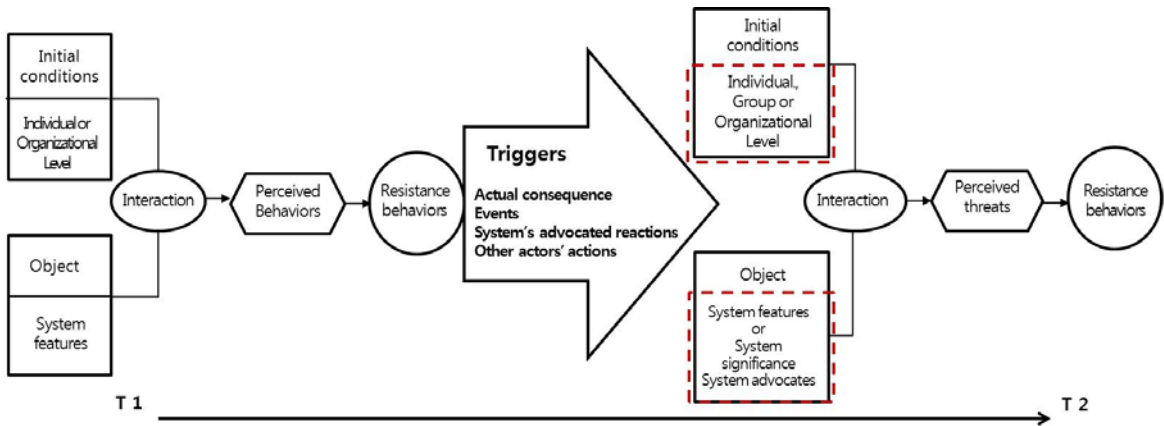 Initial
conditions
Individual or
Organizational
Level
Interaction
Object
System
features
Perceived
Behaviors
Resistance
behaviors
Triggers
Actual consequence
Events
System's advocated reactions
Other actors' actions
Initial
conditions
Individual.,
Group or
Organizational
Level
Interaction
Object
System features
or
System
significance
System advocates
Perceived
threats
Resistance
behaviors
T 1
T 2